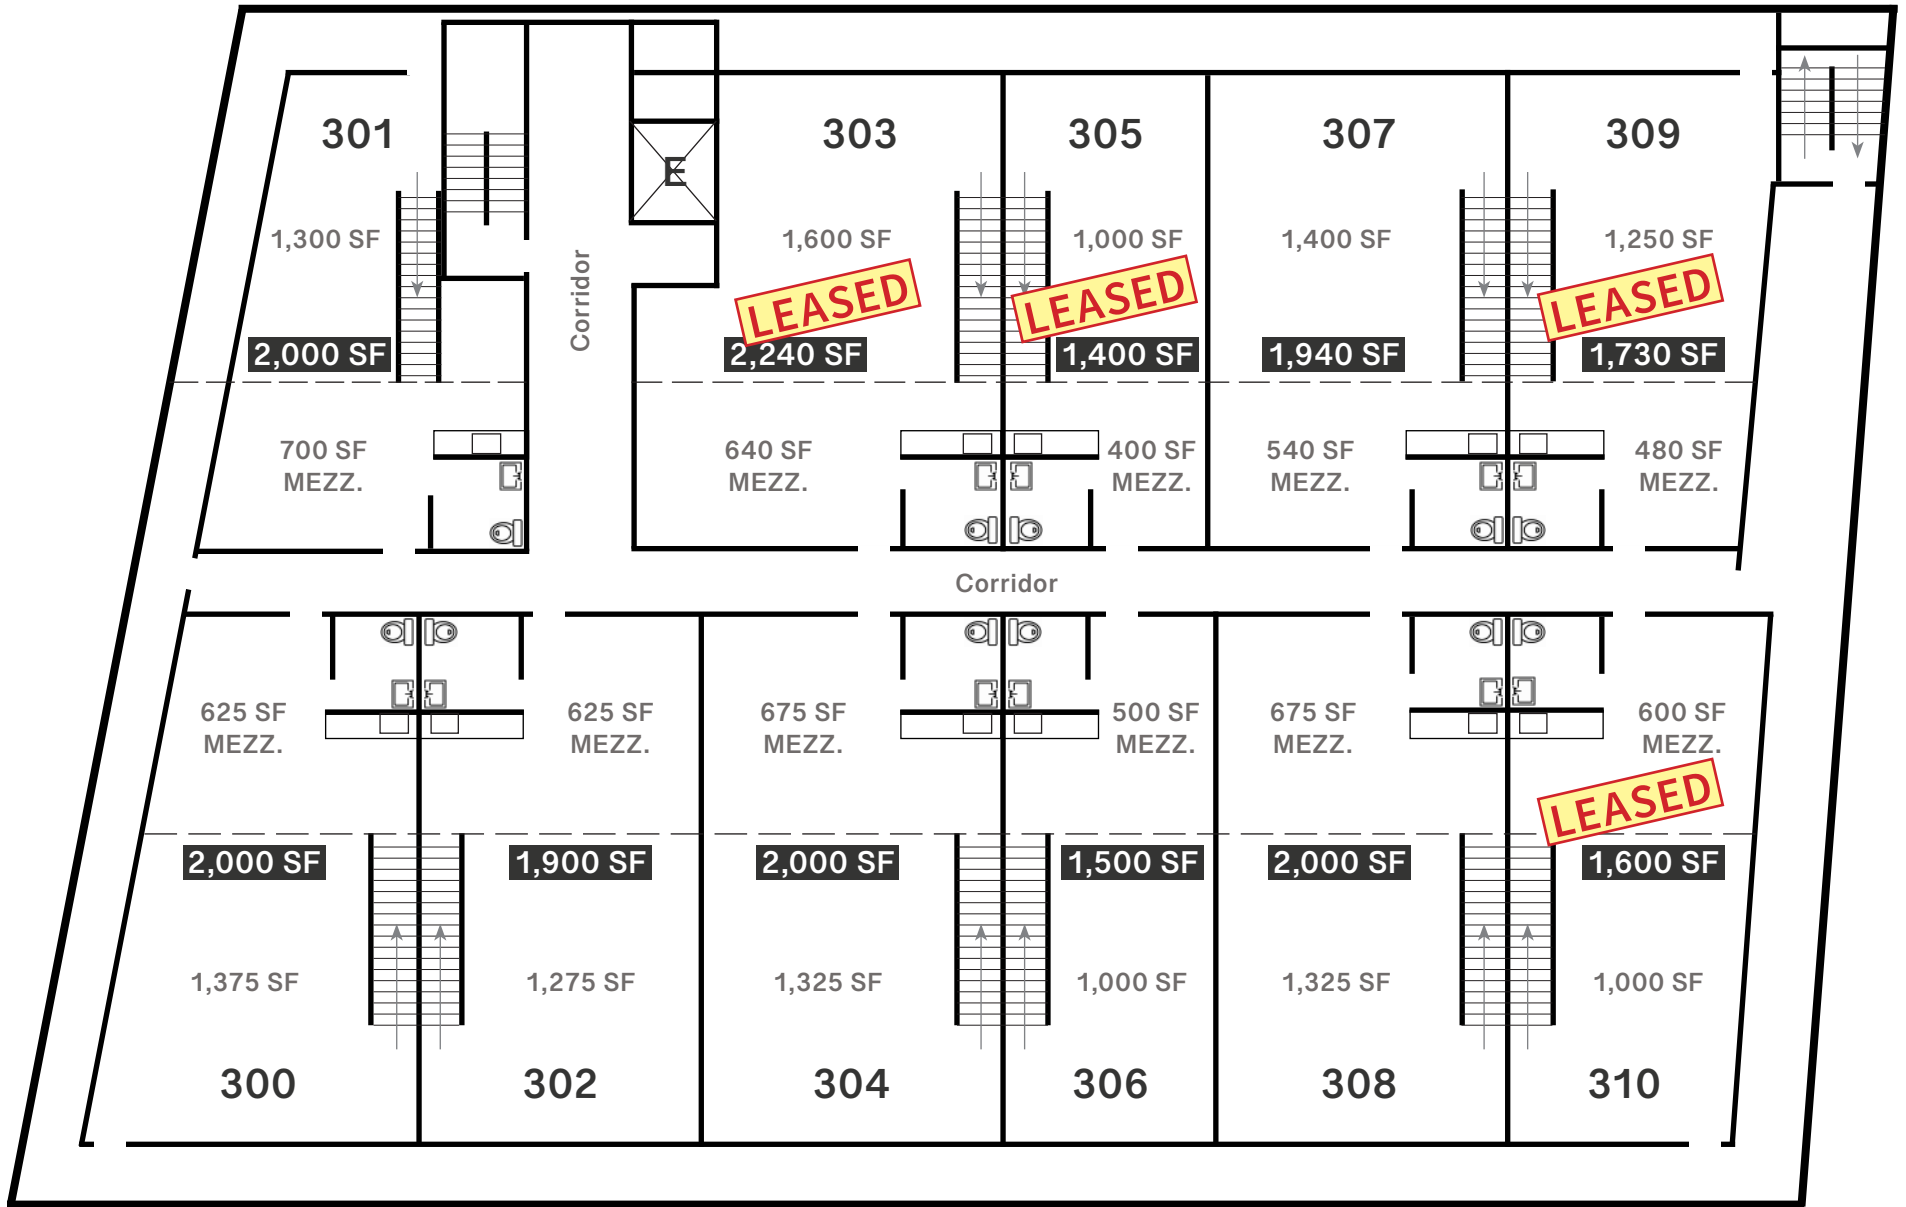 301
303
305
307
309
E
1,300 SF
1,600 SF
1,000 SF
1,400 SF
1,250 SF
Corridor
LEASED
LEASED
LEASED
2,000 SF
2,240 SF
1,400 SF
1,940 SF
1,730 SF
700 SF
MEZZ.
640 SF
MEZZ.
400 SF
MEZZ.
540 SF
MEZZ.
480 SF
MEZZ.
Corridor
625 SF
MEZZ.
625 SF
MEZZ.
675 SF
MEZZ.
500 SF
MEZZ.
675 SF
MEZZ.
600 SF
MEZZ.
LEASED
2,000 SF
1,900 SF
2,000 SF
1,500 SF
2,000 SF
1,600 SF
1,375 SF
1,275 SF
1,325 SF
1,000 SF
1,325 SF
1,000 SF
300
302
304
306
308
310